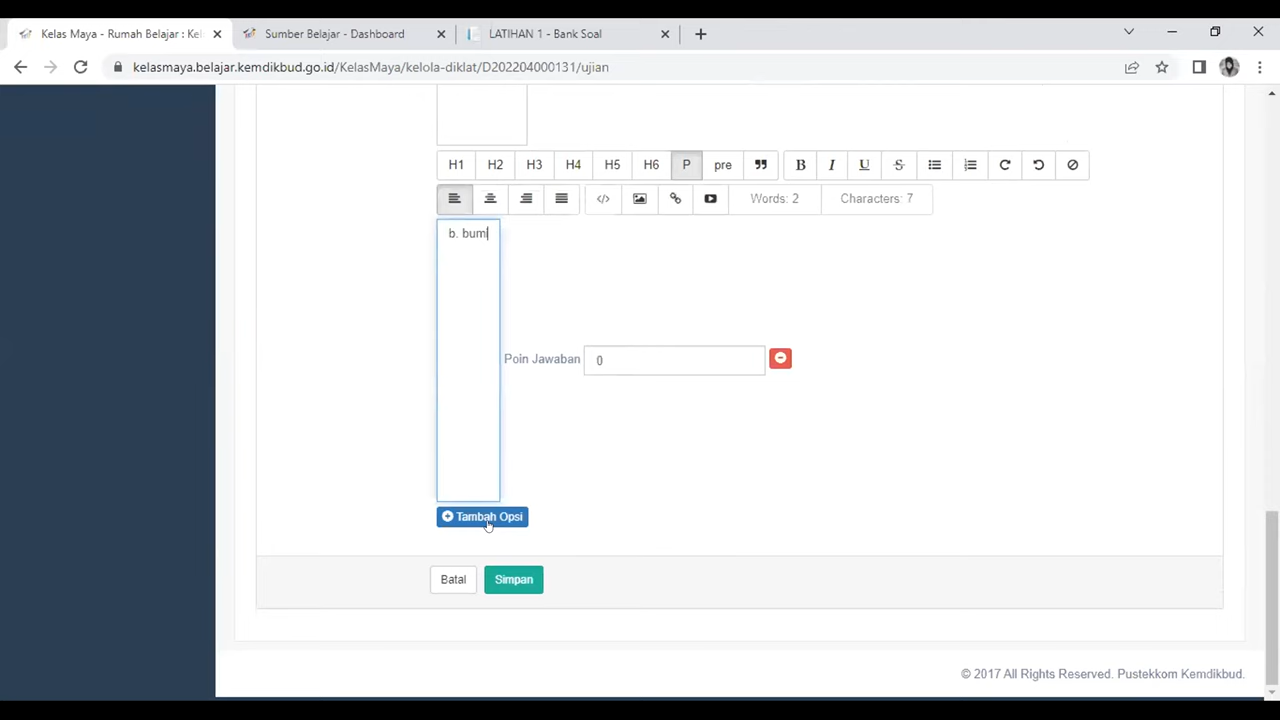 Kelas Maya - Rumah Belajar : Kel
Sumber Belajar - Dashboard
LATIHAN 1 - Bank Soal
kelasmaya.belajar.kemdikbud.go.id/KelasMaya/kelola-diklat/D202204000131/ujian
H1 H2 H3 H4 H5 H6 P pre B I U S
Words: 2 Characters: 7
b. bumi
Poin Jawaban 0
Tambah Opsi
Batal Simpan
© 2017 All Rights Reserved. Pustekkom Kemdikbud.